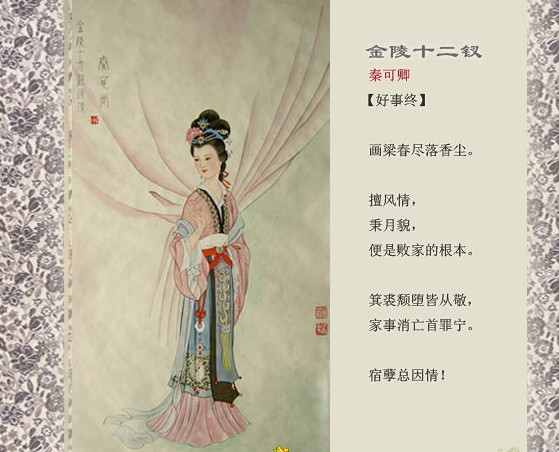 金陵十二钗
秦可卿
【好事终】
画梁春尽落香尘。
擅风情，
秉月貌，
便是败家的根本。
箕裘颓堕皆从敬，
家事消亡首罪宁。
宿孽总因情！